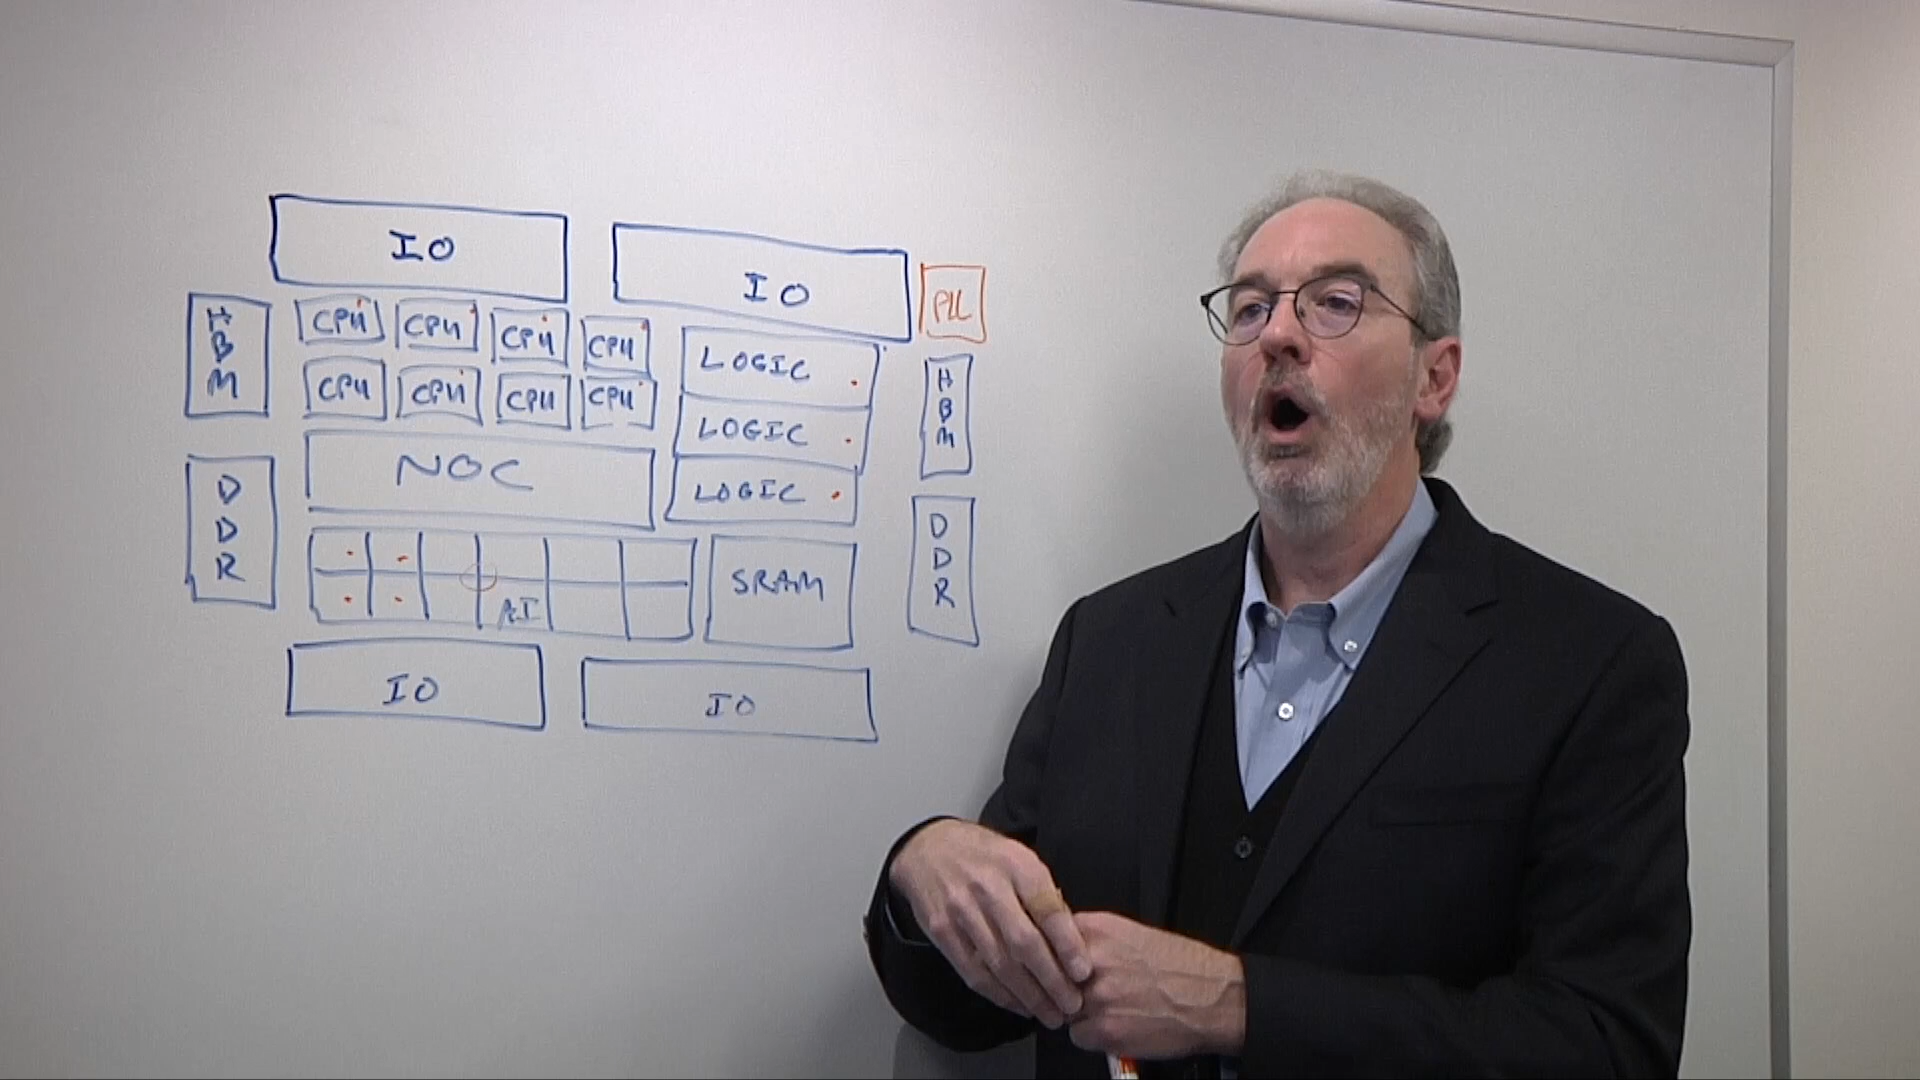 IO
IO
PLL
HBM
CPU CPU CPU CPU
LOGIC
HBM
CPU CPU CPU CPU
LOGIC
NOC
LOGIC
DDR
DDR
SRAM
AI
IO
IO